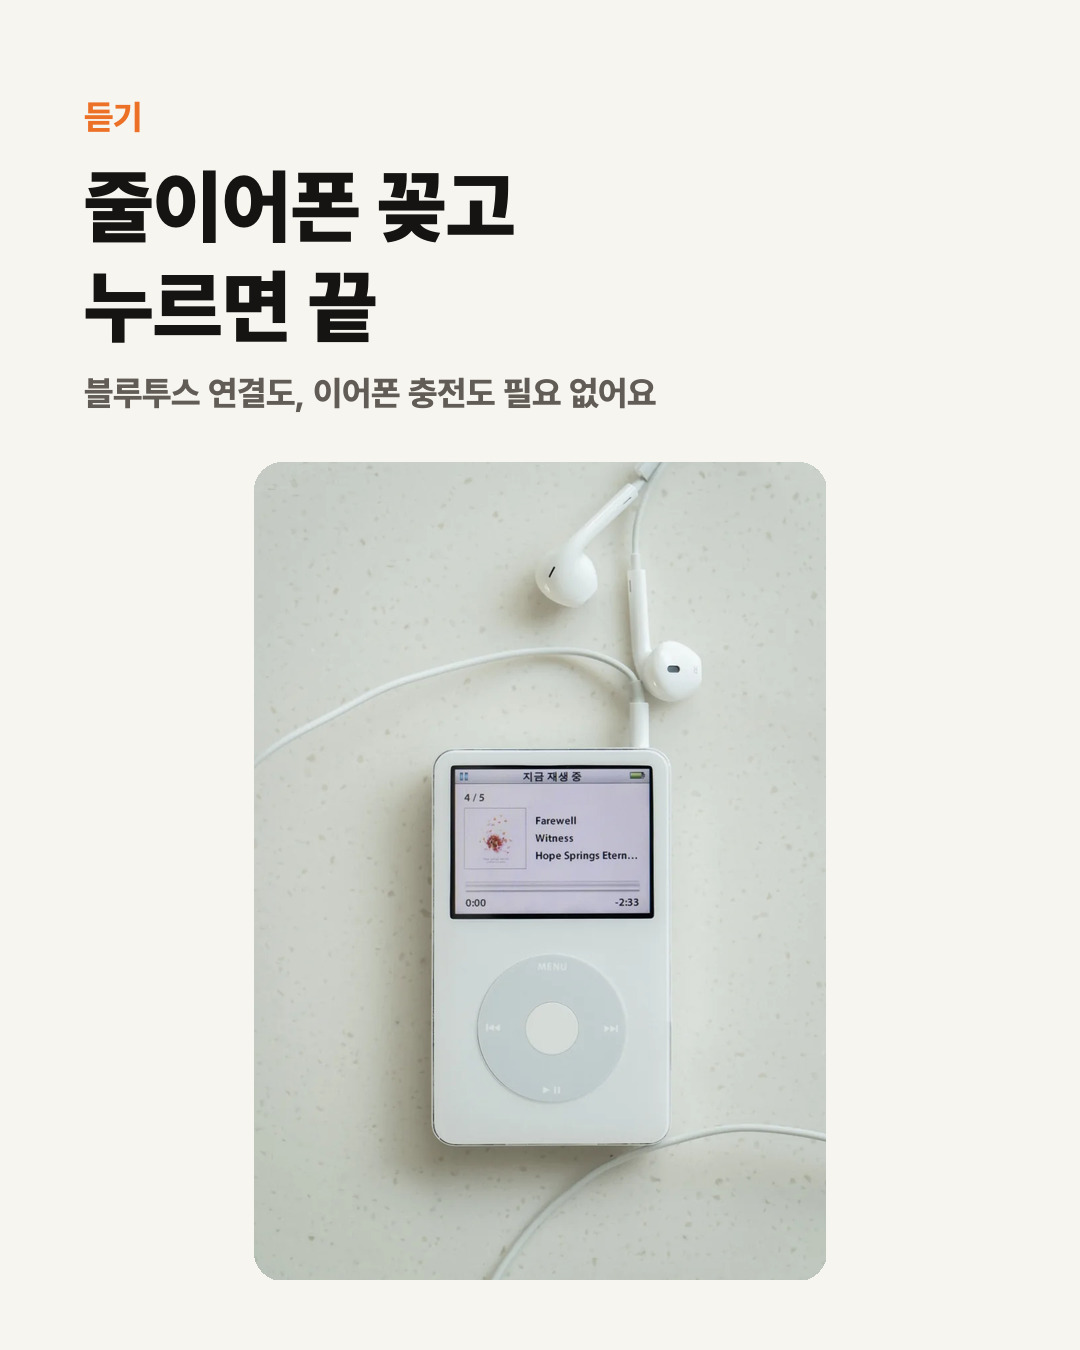 듣기
줄이어폰 꽂고
누르면 끝
블루투스 연결도, 이어폰 충전도 필요 없어요
지금 재생 중
4 / 5
Farewell
Witness
Hope Springs Etern...
0:00 -2:33
MENU